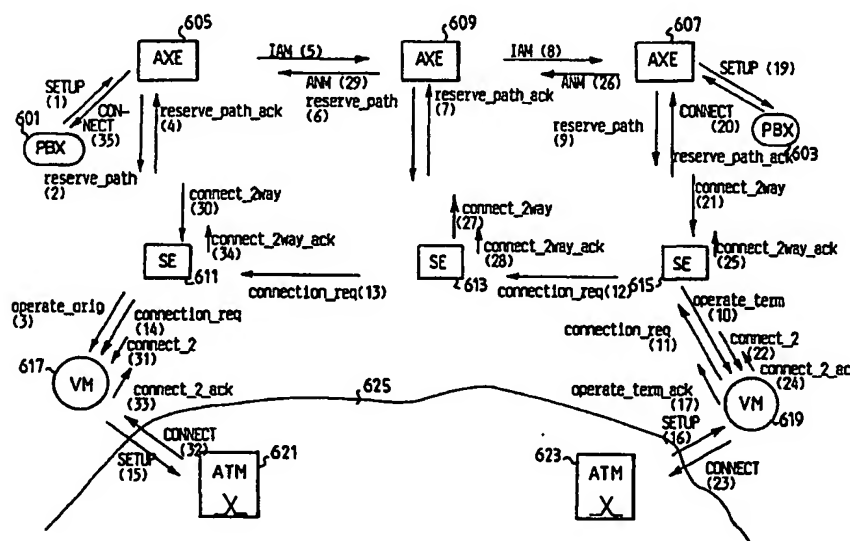 605
609
607
AXE
AXE
AXE
IAM (5)
IAM (8)
ANM (29)
ANM (26)
SETUP
(1)
SETUP (19)
601
PBX
CON-
NECT
(35)
reserve_path_ack
(4)
reserve_path
(6)
reserve_path_ack
(7)
CONNECT
(20)
PBX
603
reserve_path
(2)
reserve_path
(9)
reserve_path_ack
connect_2way
(30)
connect_2way
(27)
connect_2way
(21)
connect_2way_ack
(34)
connect_2way_ack
(28)
connect_2way_ack
(25)
SE
611
SE
613
SE
615
connection_req(13)
connection_req(12)
operate_orig
(3)
connection_req
(14)
connect_2
(31)
operate_term
(10)
connection_req
(11)
connect_2
(22)
connect_2_ac
(24)
617
VM
connect_2_ack
(33)
625
operate_term_ack
(17)
VM
619
CONNECT
(32)
SETUP
(15)
SETUP
(16)
CONNECT
(23)
621
ATM
623
ATM